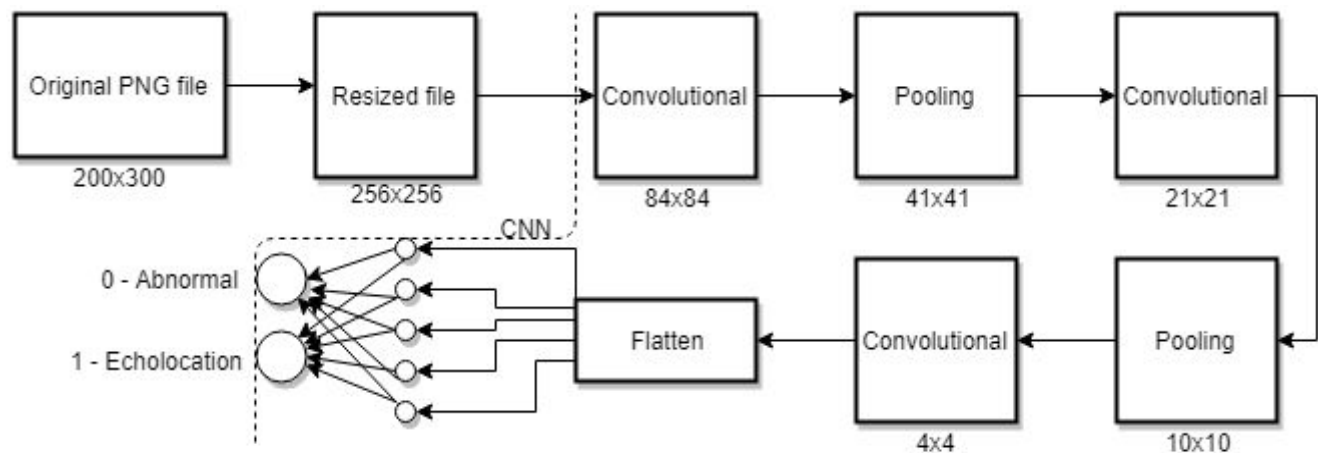 Original PNG file
200x300
Resized file
256x256
CNN
Convolutional
84x84
Pooling
41x41
Convolutional
21x21
Pooling
10x10
Convolutional
4x4
Flatten
0 - Abnormal
1 - Echolocation